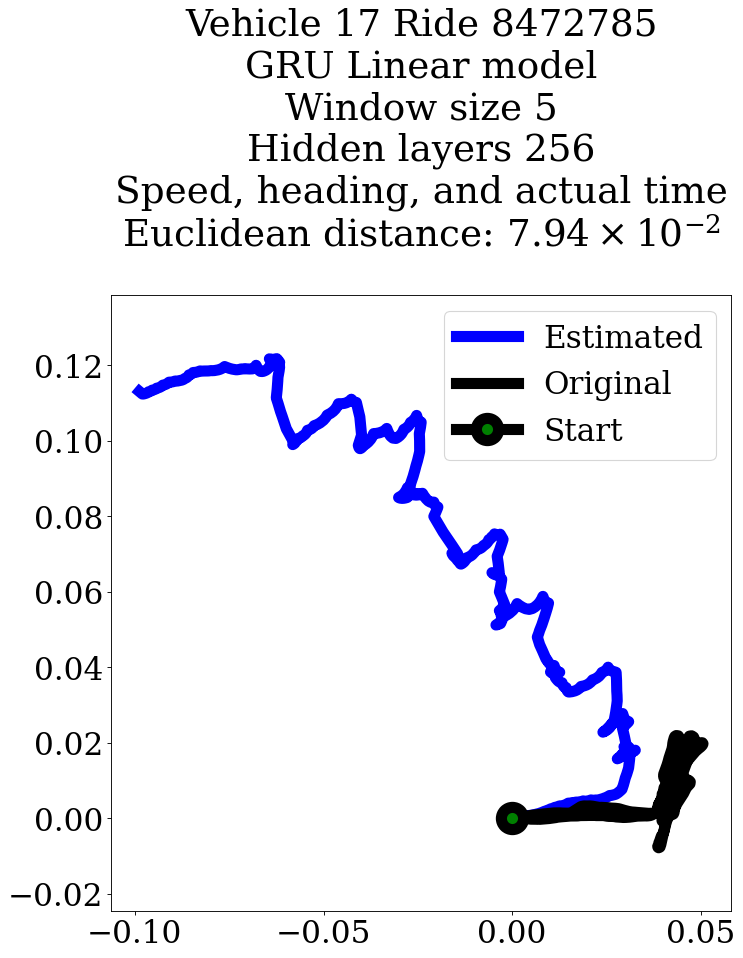 Vehicle 17 Ride 8472785
GRU Linear model
Window size 5
Hidden layers 256
Speed, heading, and actual time
Euclidean distance: 7.94 × 10⁻²
Estimated
Original
Start
0.12
0.10
0.08
0.06
0.04
0.02
0.00
−0.02
−0.10
−0.05
0.00
0.05